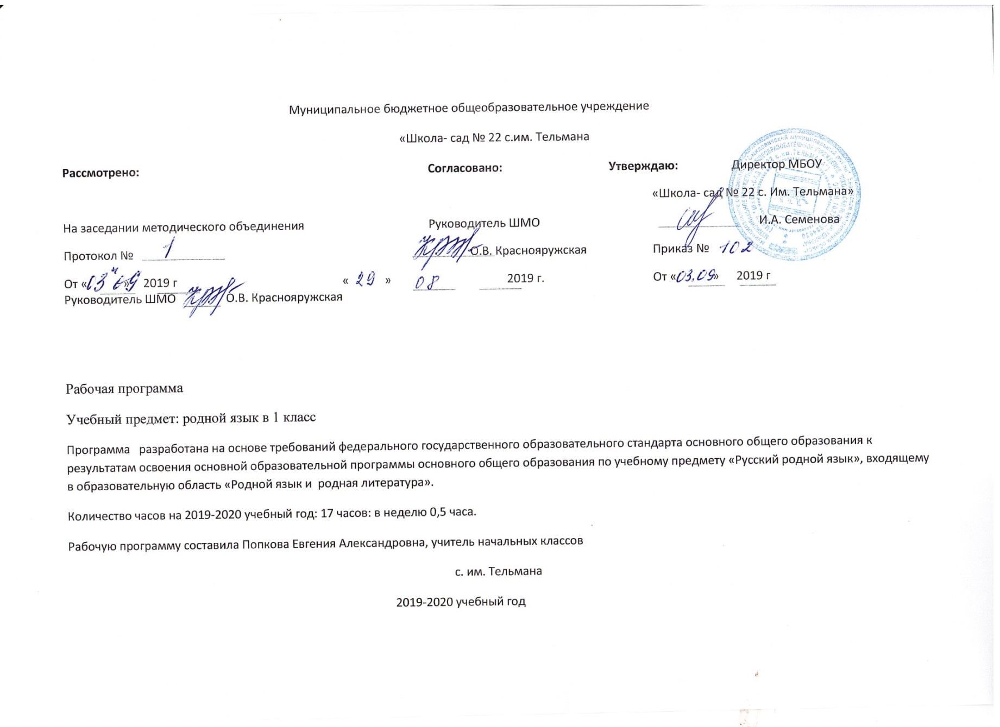 Муниципальное бюджетное общеобразовательное учреждение
«Школа- сад № 22 с.им. Тельмана
Рассмотрено:
Согласовано:
Утверждаю: Директор МБОУ
«Школа- сад № 22 с. Им. Тельмана»
На заседании методического объединения
Руководитель ШМО
И.А. Семенова
Протокол № 1
О.В. Краснояружская
Приказ № 102
От «03» 09 2019 г
« 29 » 08 2019 г.
От «03.09» 2019 г
Руководитель ШМО О.В. Краснояружская
Рабочая программа
Учебный предмет: родной язык в 1 класс
Программа разработана на основе требований федерального государственного образовательного стандарта основного общего образования к
результатам освоения основной образовательной программы основного общего образования по учебному предмету «Русский родной язык», входящему
в образовательную область «Родной язык и родная литература».
Количество часов на 2019-2020 учебный год: 17 часов: в неделю 0,5 часа.
Рабочую программу составила Попкова Евгения Александровна, учитель начальных классов
с. им. Тельмана
2019-2020 учебный год